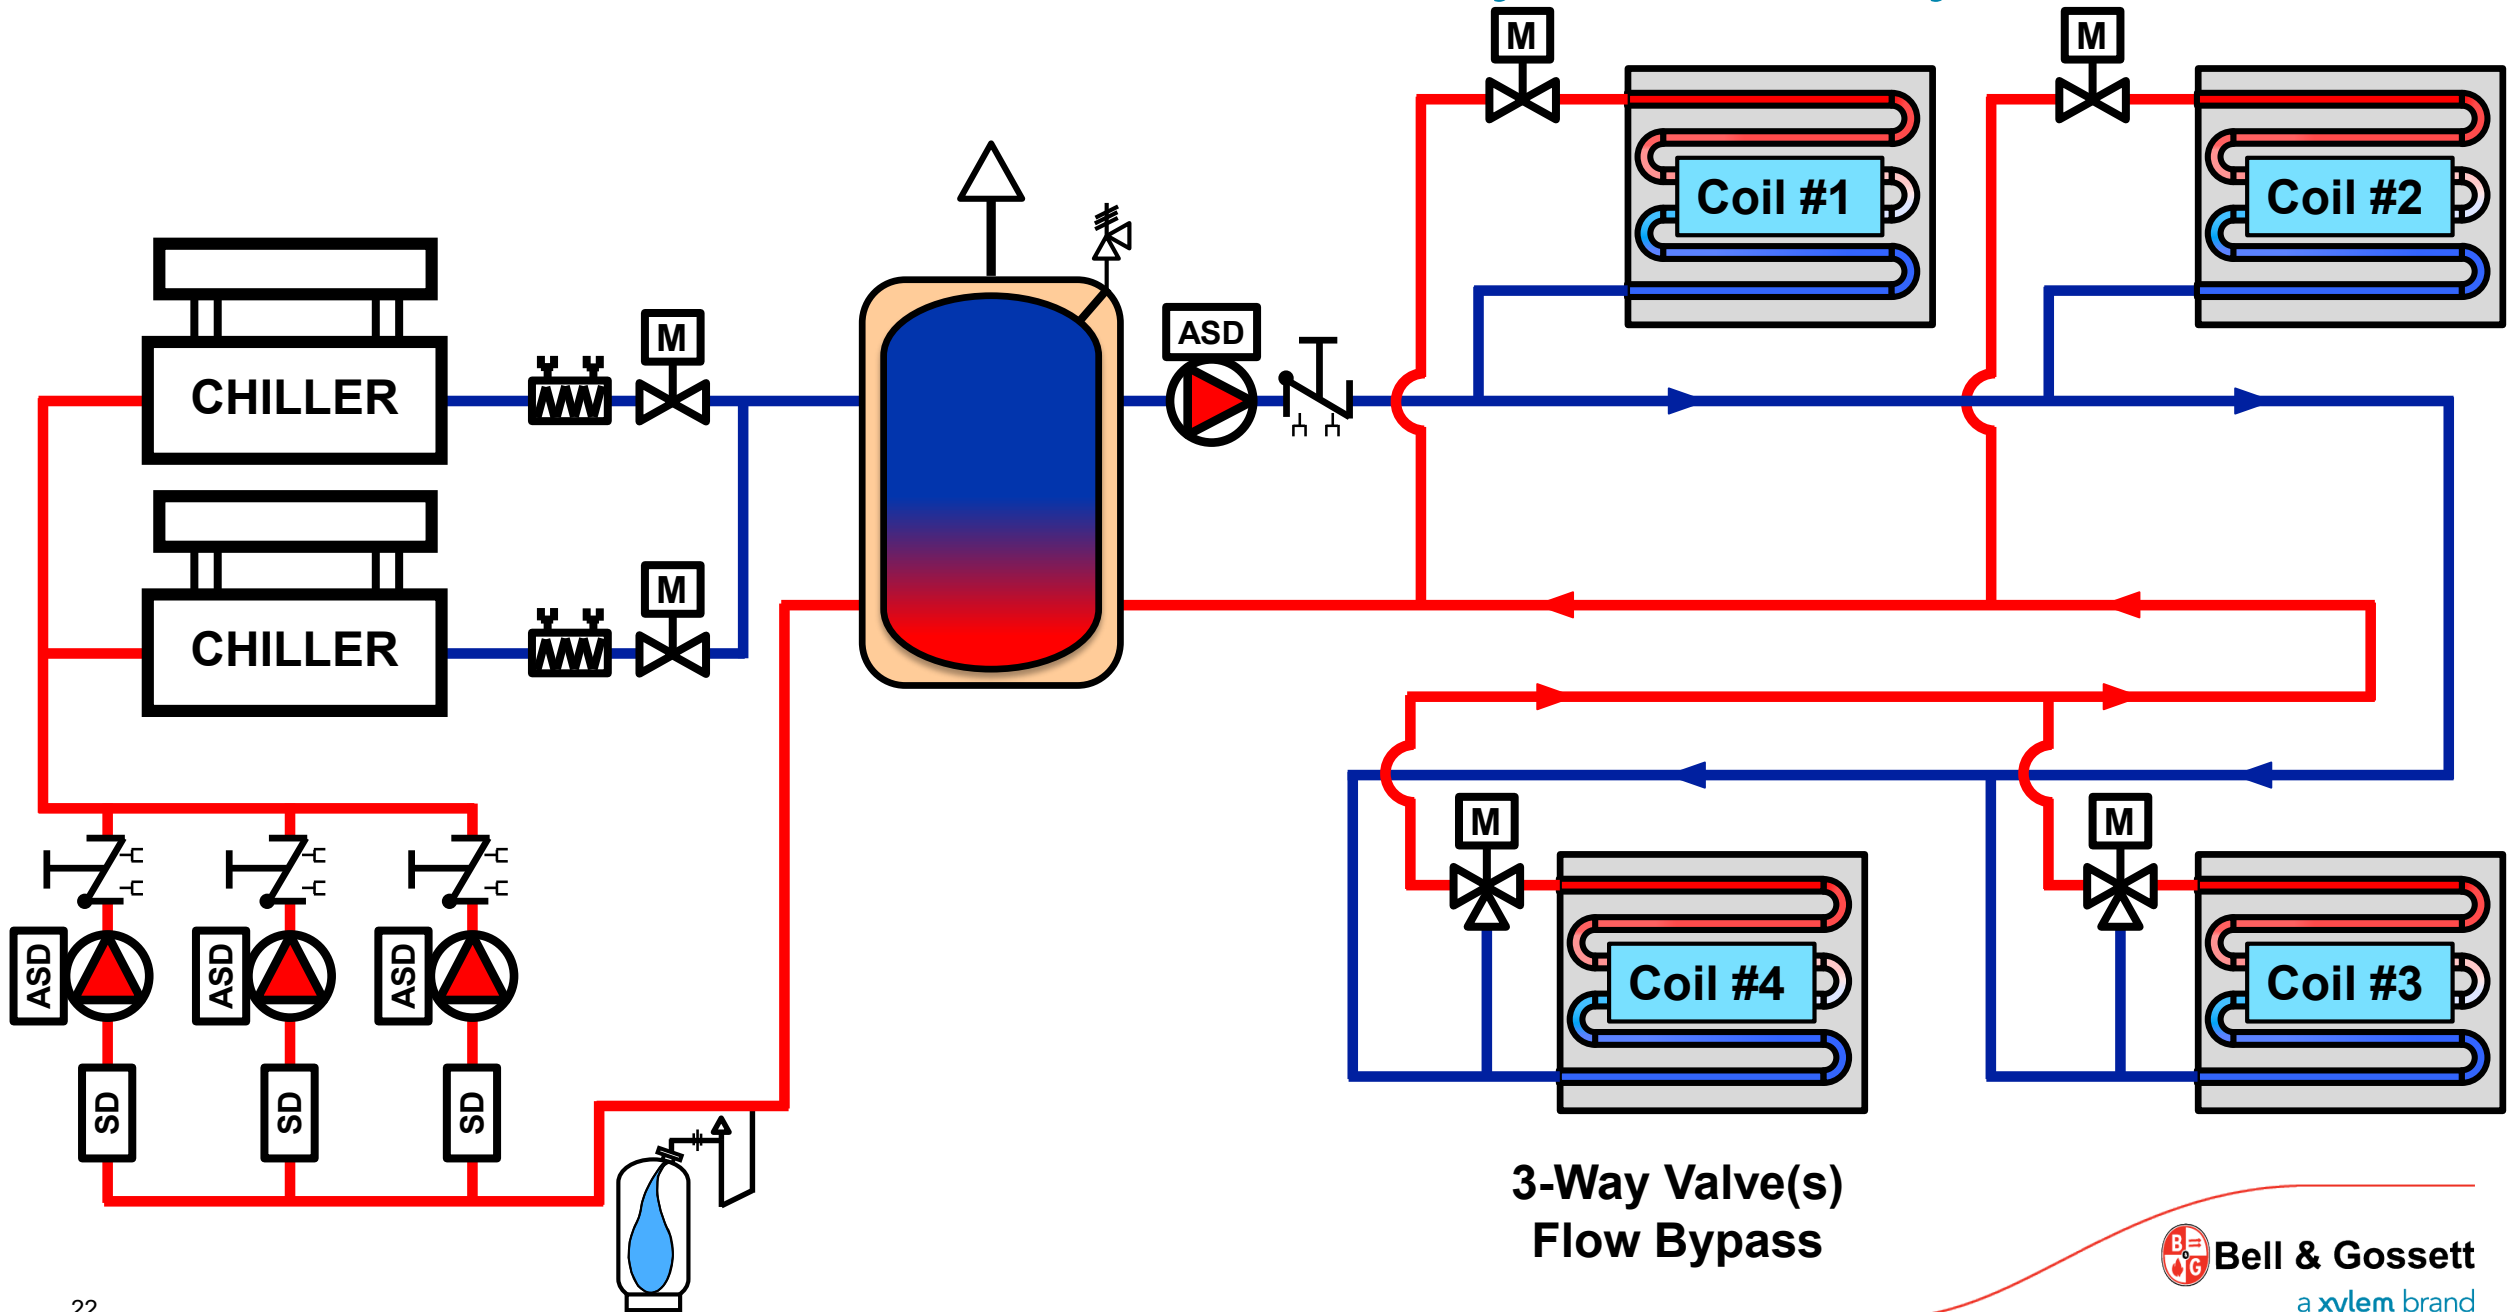 M
M
Coil #1
Coil #2
ASD
M
CHILLER
M
CHILLER
M
M
ASD
ASD
ASD
Coil #4
Coil #3
SD
SD
SD
3-Way Valve(s)
Flow Bypass
B
G
Bell & Gossett
a xylem brand
22